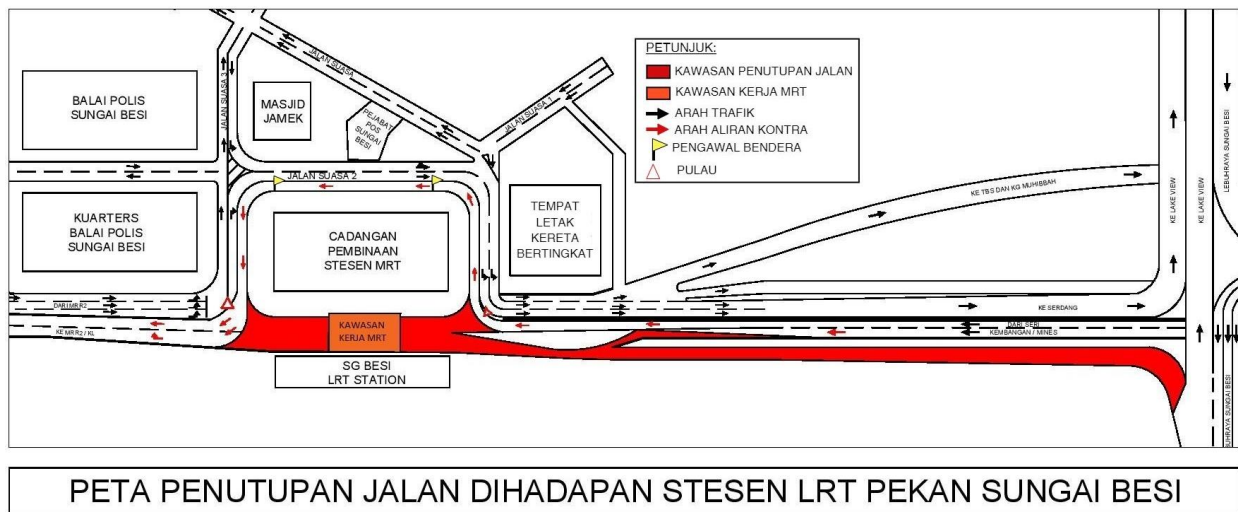 JALAN SUASA
PETUNJUK:
KAWASAN PENUTUPAN JALAN
KAWASAN KERJA MRT
ARAH TRAFIK
ARAH ALIRAN KONTRA
PENGAWAL BENDERA
PULAU
BALAI POLIS
SUNGAI BESI
JALAN SUASA 3
MASJID
JAMEK
PEJABAT
POS
SUNGAI
BESI
JALAN SUASA 1
LEBUHRAYA SUNGAI BESI
JALAN SUASA 2
KUARTERS
BALAI POLIS
SUNGAI BESI
CADANGAN
PEMBINAAN
STESEN MRT
TEMPAT
LETAK
KERETA
BERTINGKAT
KE TBS DAN KG MUHIBBAH
KE LAKE VIEW
KE LAKE VIEW
DARI MRR2
KE SERDANG
KE MRR2 / KL
KAWASAN
KERJA MRT
DARI SERI
KEMBANGAN / MINES
SG BESI
LRT STATION
BUHRAYA SUNGAI BESI
PETA PENUTUPAN JALAN DIHADAPAN STESEN LRT PEKAN SUNGAI BESI